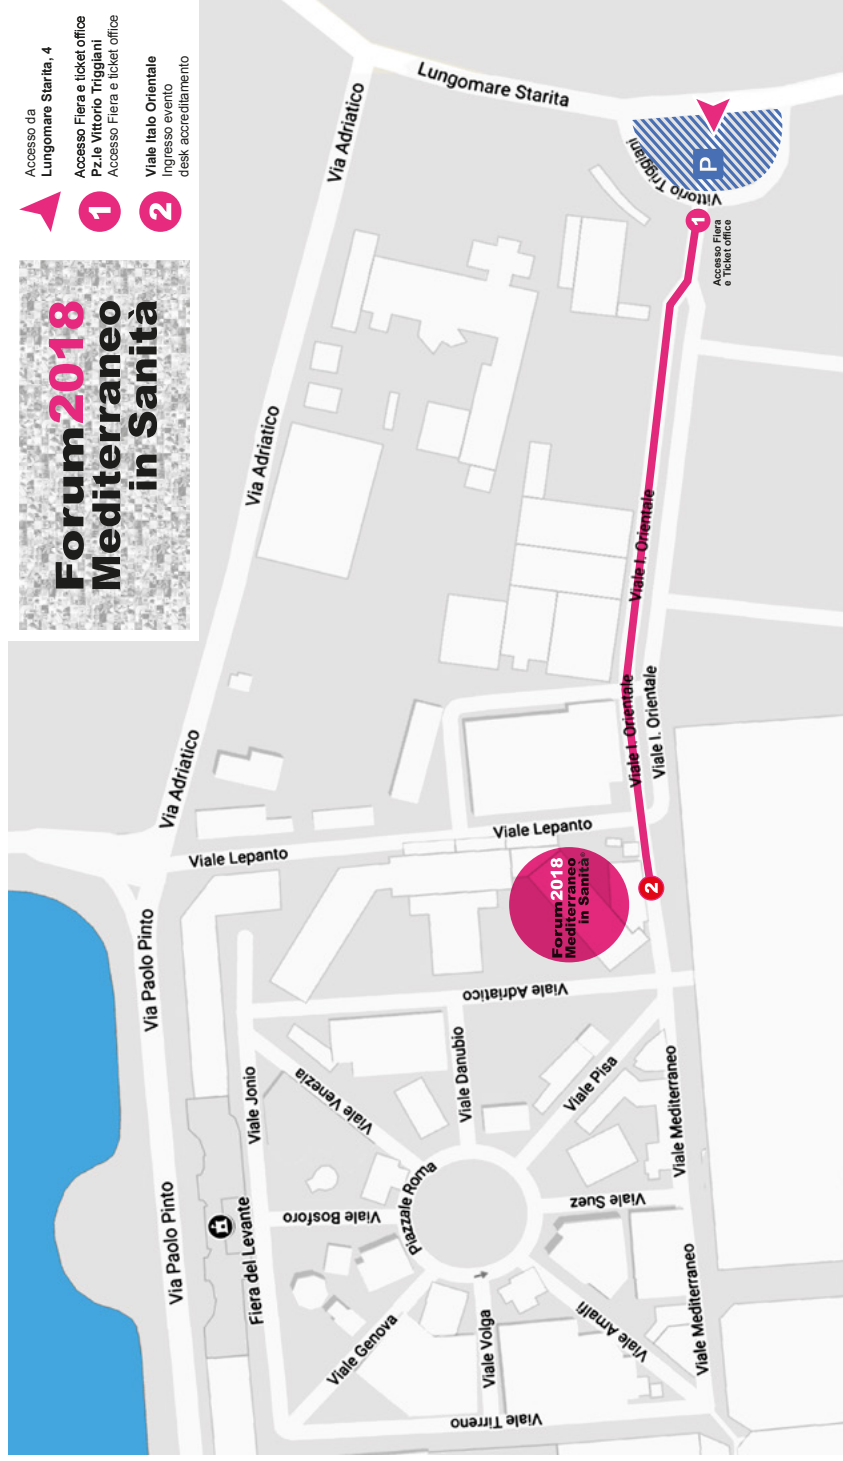 Accesso da
Lungomare Starita, 4
1
Accesso Fiera e ticket office
Pz.le Vittorio Triggiani
Accesso Fiera e ticket office
2
Viale Italo Orientale
Ingresso evento
desk accreditamento
Forum2018
Mediterraneo
in Sanità
Lungomare Starita
Via Adriatico
P
Vittorio Triggiani
1
Accesso Fiera
e Ticket office
Via Adriatico
Viale I. Orientale
Viale I. Orientale
Viale I. Orientale
Via Adriatico
Viale Lepanto
Viale Lepanto
Forum2018
Mediterraneo
in Sanità
2
Via Paolo Pinto
Viale Adriatico
Viale Jonio
Viale Venezia
Viale Danubio
Viale Pisa
Viale Mediterraneo
Via Paolo Pinto
Fiera del Levante
Viale Bosforo
Piazzale Roma
Viale Suez
Viale Genova
Viale Volga
Viale Amalfi
Viale Mediterraneo
Viale Tirreno